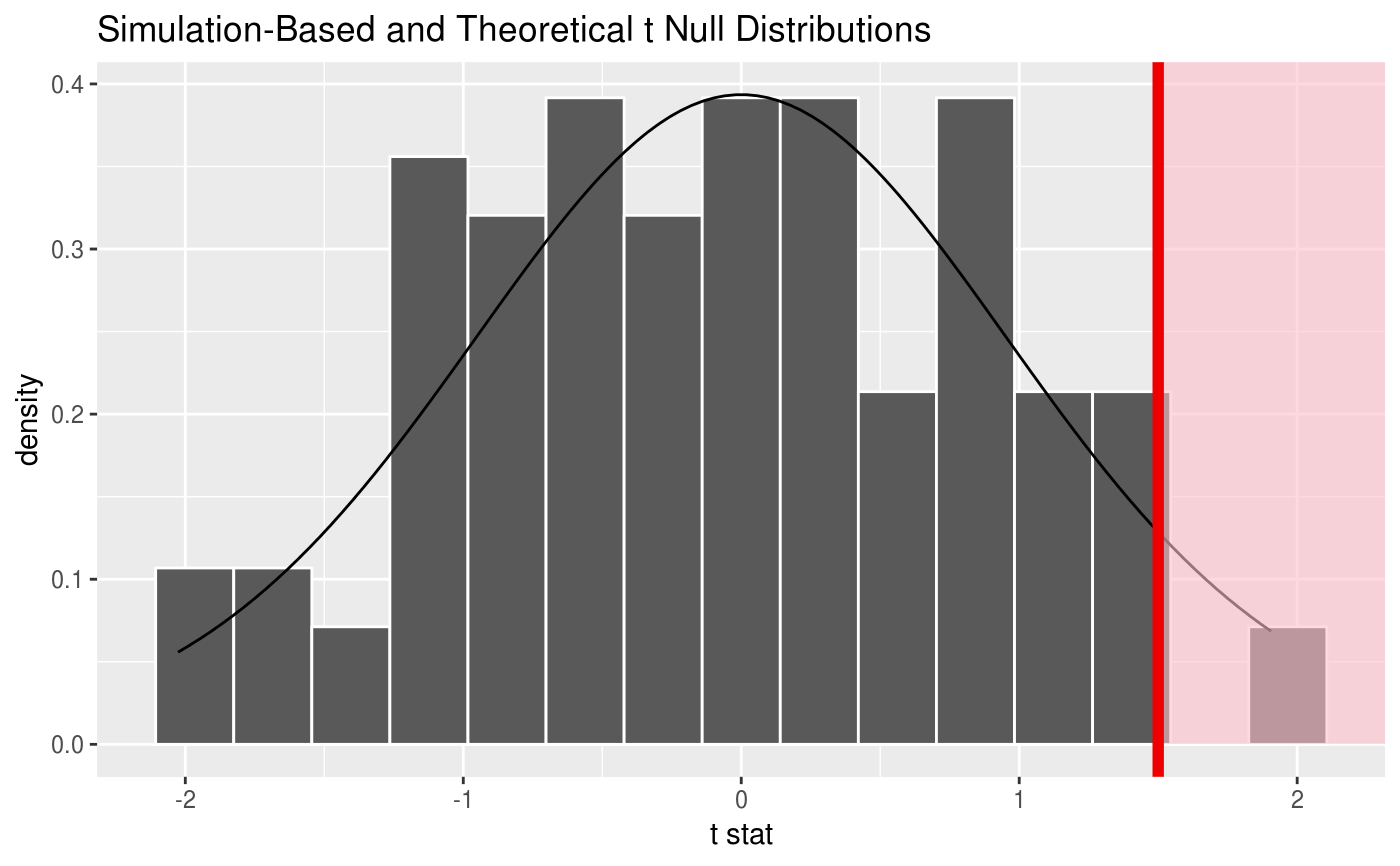 Simulation-Based and Theoretical t Null Distributions
0.4
0.3
0.2
0.1
0.0
density
-2 -1 0 1 2
t stat